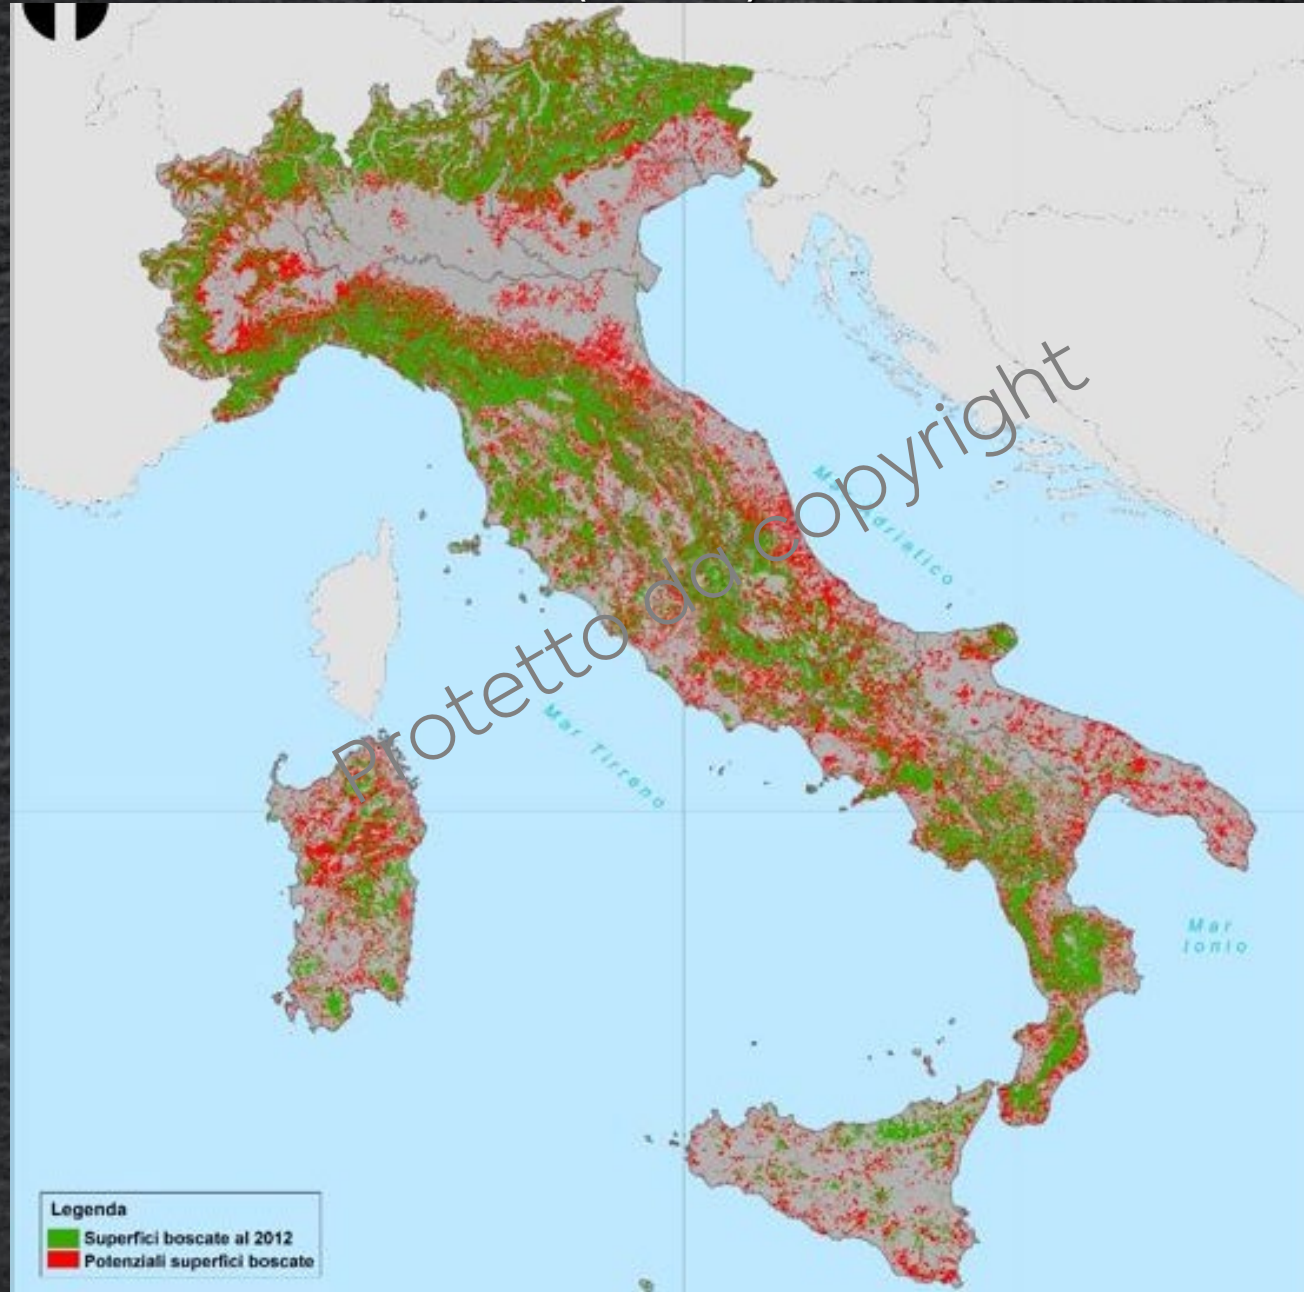 Protetto da copyright
Mar Adriatico
Mar Tirreno
Mar
Ionio
Legenda
Superfici boscate al 2012
Potenziali superfici boscate